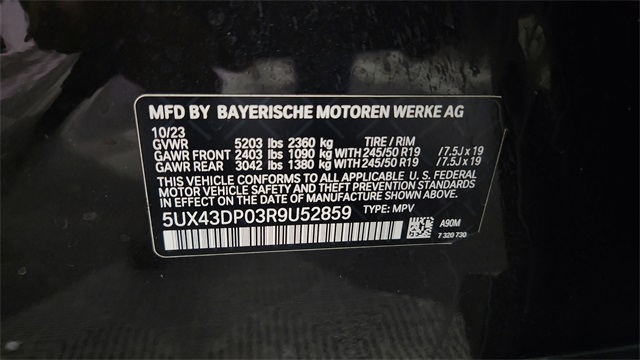 MFD BY BAYERISCHE MOTOREN WERKE AG
10/23
GVWR 5203 lbs 2360 kg TIRE / RIM
GAWR FRONT 2403 lbs 1090 kg WITH 245/50 R19 /7.5J x 19
GAWR REAR 3042 lbs 1380 kg WITH 245/50 R19 /7.5J x 19
THIS VEHICLE CONFORMS TO ALL APPLICABLE U. S. FEDERAL
MOTOR VEHICLE SAFETY, BUMPER, AND THEFT PREVENTION
STANDARDS IN EFFECT ON THE DATE OF MANUFACTURE SHOWN ABOVE.
5UX43DP03R9U52859 TYPE: MPV
A90M
7 320 730